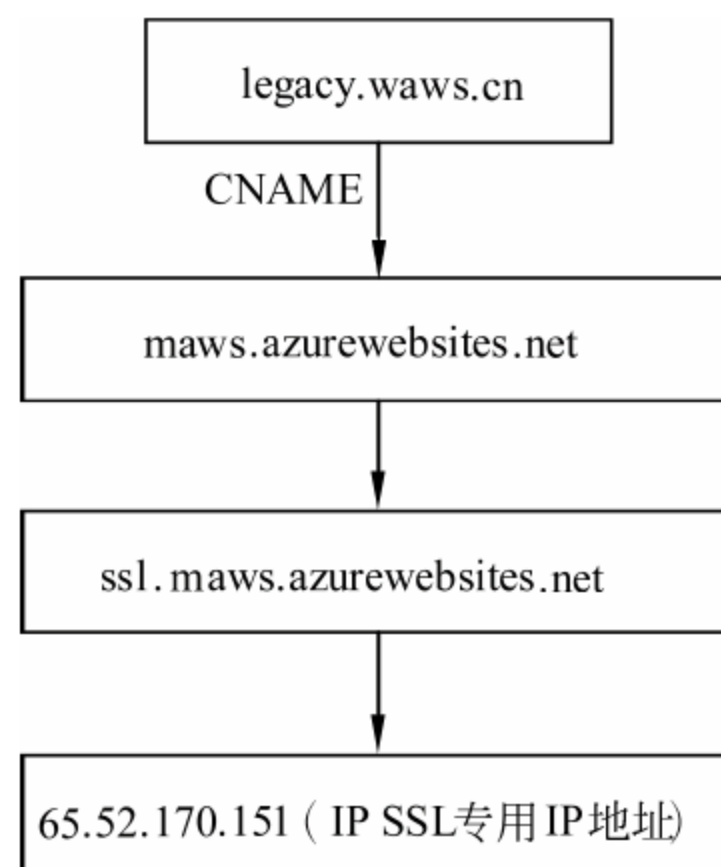 legacy.waws.cn
CNAME
maws.azurewebsites.net
ssl.maws.azurewebsites.net
65.52.170.151 ( IP SSL专用IP地址)